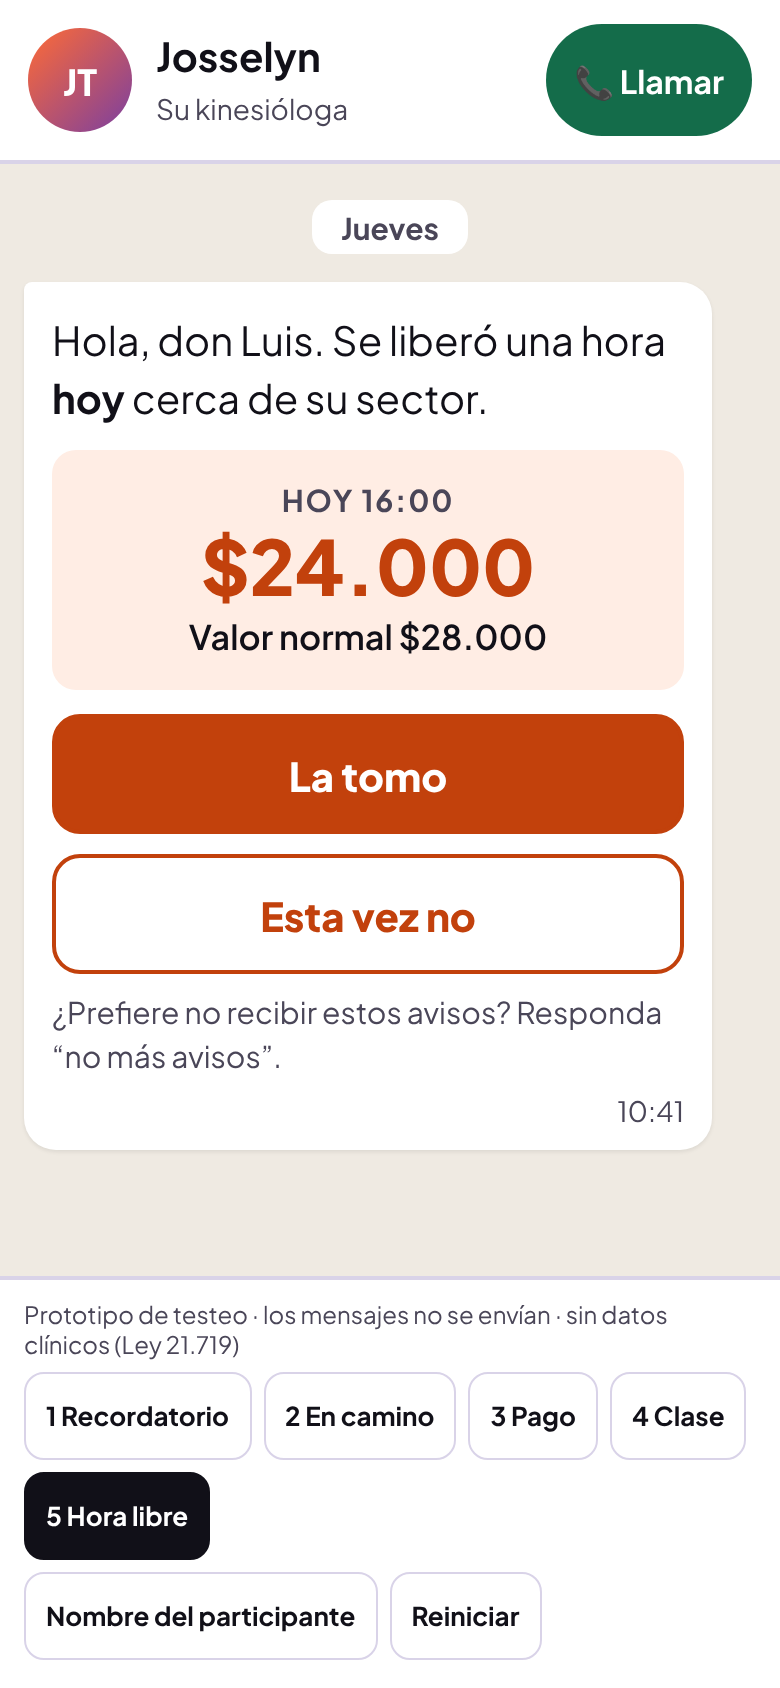 JT
Josselyn
Su kinesióloga
📞 Llamar
Jueves
Hola, don Luis. Se liberó una hora
hoy cerca de su sector.
HOY 16:00
$24.000
Valor normal $28.000
La tomo
Esta vez no
¿Prefiere no recibir estos avisos? Responda
“no más avisos”.
10:41
Prototipo de testeo · los mensajes no se envían · sin datos
clínicos (Ley 21.719)
1 Recordatorio
2 En camino
3 Pago
4 Clase
5 Hora libre
Nombre del participante
Reiniciar